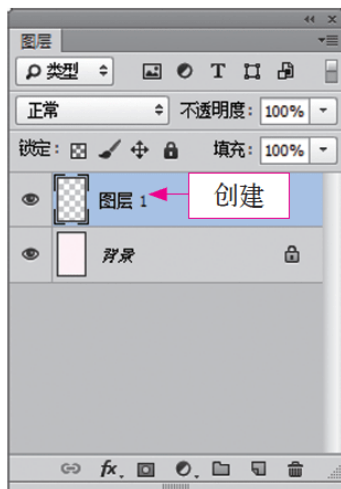 图层
类型
T
正常 不透明度: 100%
锁定: 填充: 100%
图层 1 创建
背景
fx.